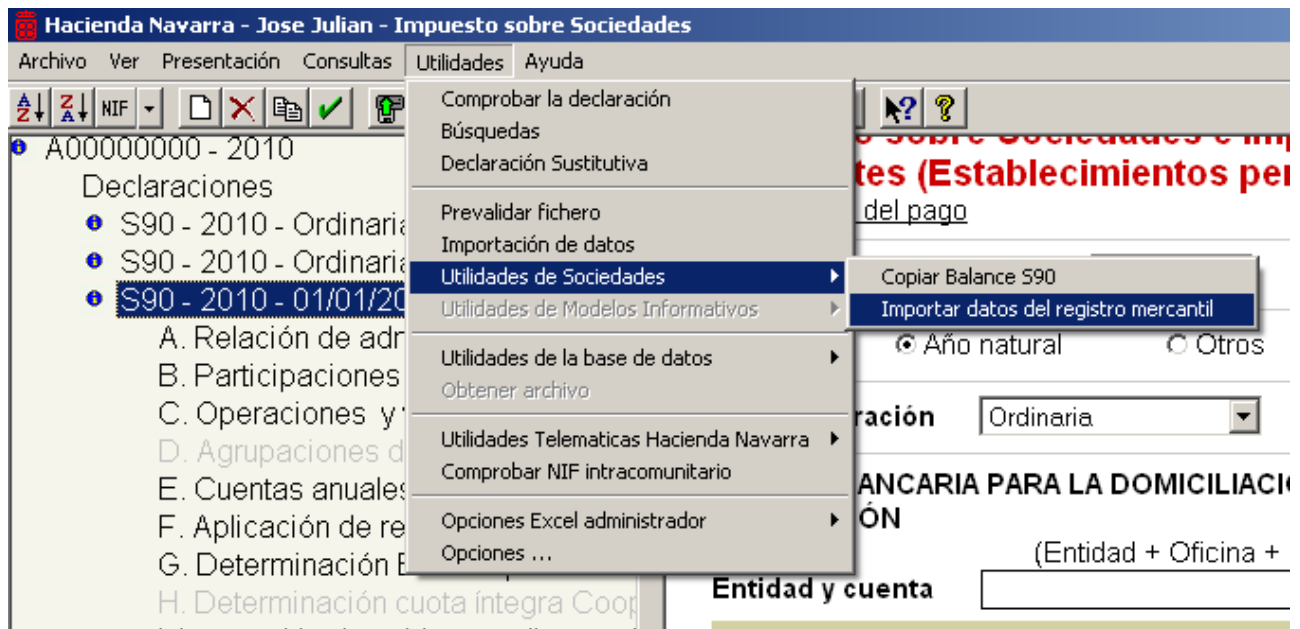 Hacienda Navarra - Jose Julian - Impuesto sobre Sociedades
Archivo Ver Presentación Consultas Utilidades Ayuda
NIF
A00000000 - 2010
Declaraciones
S90 - 2010 - Ordinaria
S90 - 2010 - Ordinaria
S90 - 2010 - 01/01/20
A. Relación de adr
B. Participaciones
C. Operaciones y
D. Agrupaciones d
E. Cuentas anuales
F. Aplicación de re
G. Determinación
H. Determinación cuota íntegra Coop
Comprobar la declaración
Búsquedas
Declaración Sustitutiva
Prevalidar fichero
Importación de datos
Utilidades de Sociedades
Utilidades de Modelos Informativos
Utilidades de la base de datos
Obtener archivo
Utilidades Telematicas Hacienda Navarra
Comprobar NIF intracomunitario
Opciones Excel administrador
Opciones ...
Copiar Balance S90
Importar datos del registro mercantil
o sobre Sociedades e Imp
tes (Establecimientos per
del pago
Año natural Otros
ración Ordinaria
ANCARIA PARA LA DOMICILIACI
ÓN
(Entidad + Oficina +
Entidad y cuenta